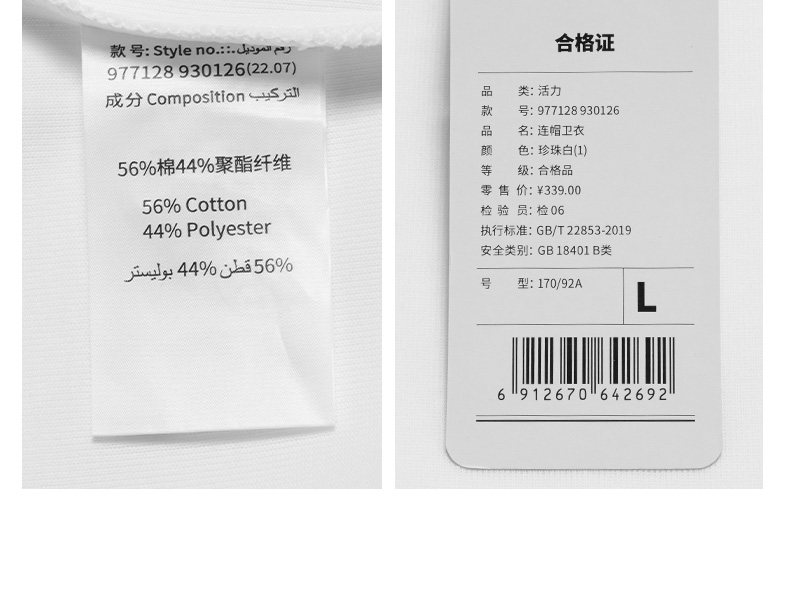 款 号: Style no.::. رقم الموديل
977128 930126(22.07)
成分 Composition التركيب
56%棉44%聚酯纤维
56% Cotton
44% Polyester
56% قطن 44% بوليستر
合格证
品 类: 活力
款 号: 977128 930126
品 名: 连帽卫衣
颜 色: 珍珠白(1)
等 级: 合格品
零 售 价: ¥339.00
检 验 员: 检 06
执行标准: GB/T 22853-2019
安全类别: GB 18401 B类
号 型: 170/92A
L
6 912670 642692